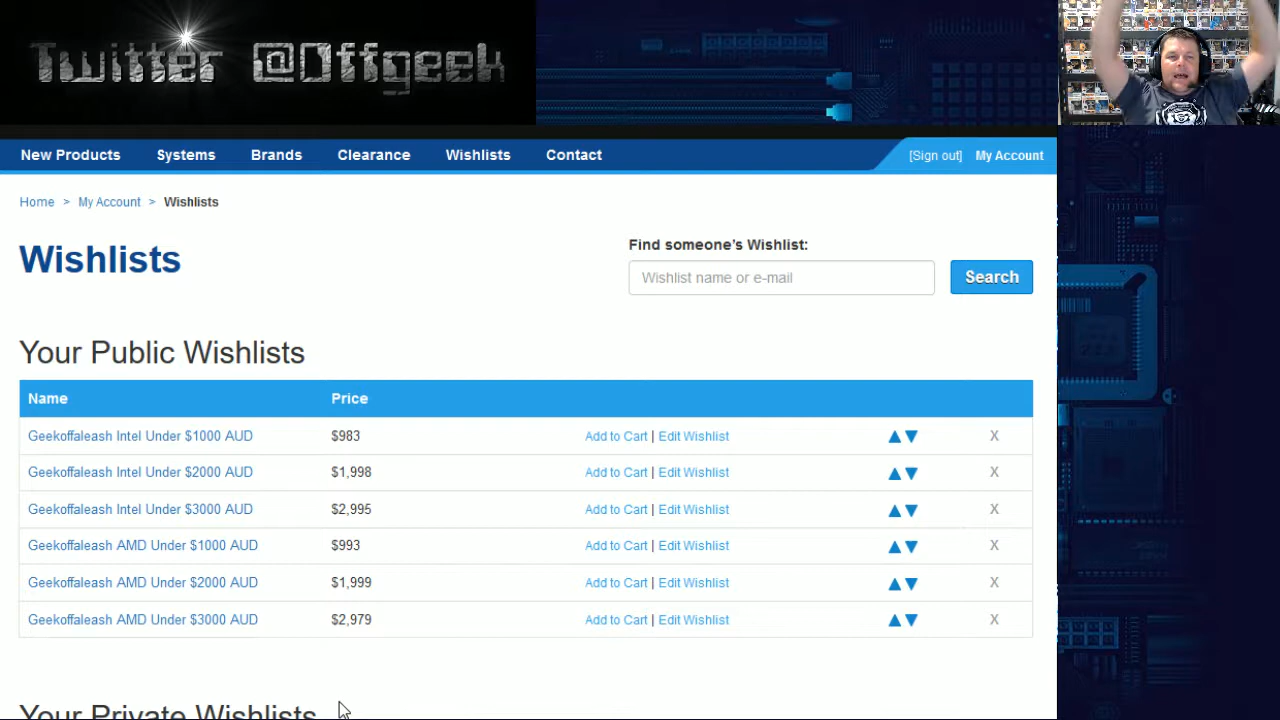 Twitter @Offgeek
New Products Systems Brands Clearance Wishlists Contact [Sign out] My Account
Home > My Account > Wishlists
Wishlists
Find someone's Wishlist:
Wishlist name or e-mail Search
Your Public Wishlists
Name Price
Geekoffaleash Intel Under $1000 AUD $983 Add to Cart | Edit Wishlist ▲▼ X
Geekoffaleash Intel Under $2000 AUD $1,998 Add to Cart | Edit Wishlist ▲▼ X
Geekoffaleash Intel Under $3000 AUD $2,995 Add to Cart | Edit Wishlist ▲▼ X
Geekoffaleash AMD Under $1000 AUD $993 Add to Cart | Edit Wishlist ▲▼ X
Geekoffaleash AMD Under $2000 AUD $1,999 Add to Cart | Edit Wishlist ▲▼ X
Geekoffaleash AMD Under $3000 AUD $2,979 Add to Cart | Edit Wishlist ▲▼ X
Your Private Wishlists